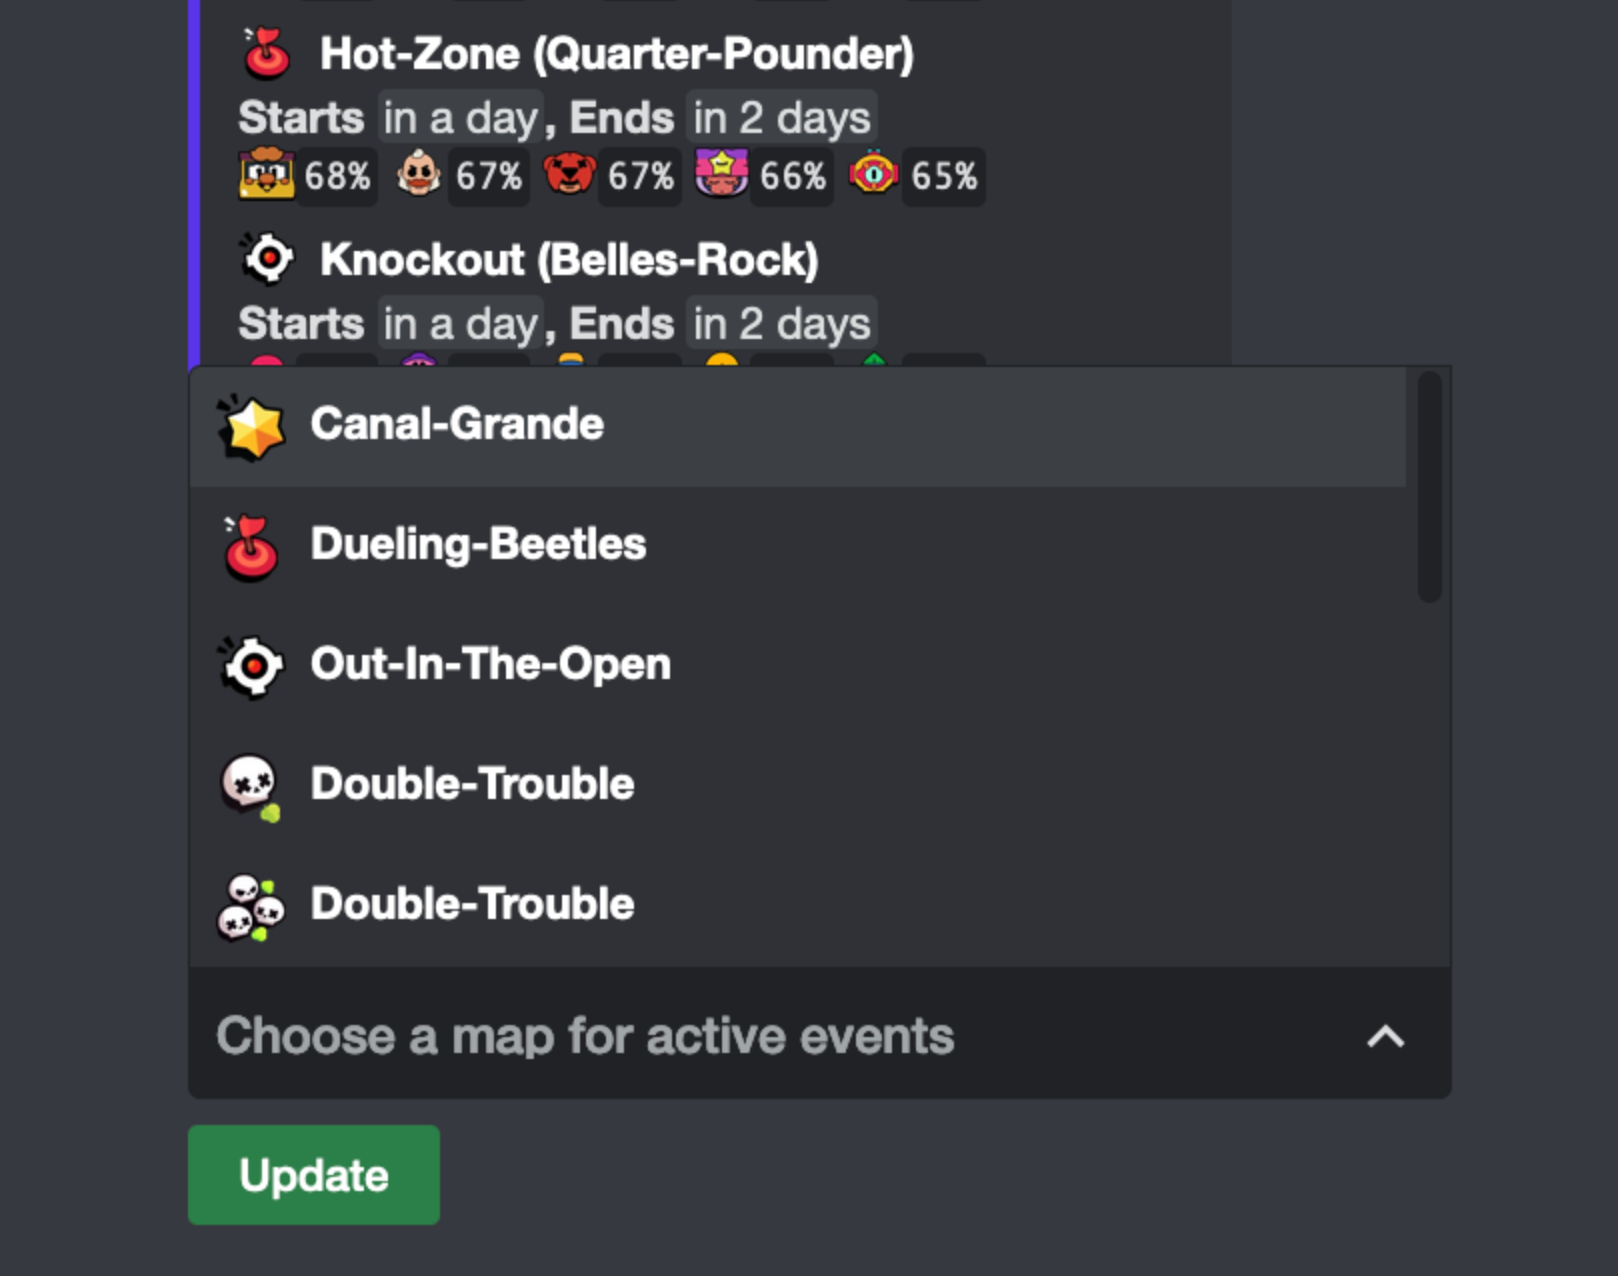 Hot-Zone (Quarter-Pounder)
Starts in a day, Ends in 2 days
68% 67% 67% 66% 65%
Knockout (Belles-Rock)
Starts in a day, Ends in 2 days
Canal-Grande
Dueling-Beetles
Out-In-The-Open
Double-Trouble
Double-Trouble
Choose a map for active events
Update